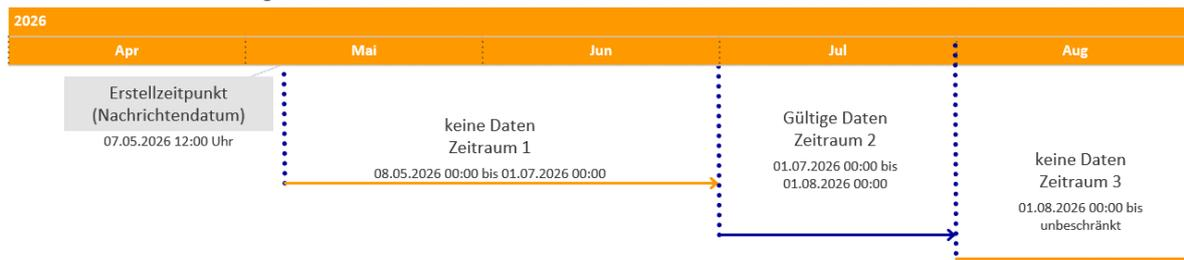 2026
Apr
Mai
Jun
Jul
Aug
Erstellzeitpunkt
(Nachrichtendatum)
07.05.2026 12:00 Uhr
keine Daten
Zeitraum 1
08.05.2026 00:00 bis 01.07.2026 00:00
Gültige Daten
Zeitraum 2
01.07.2026 00:00 bis
01.08.2026 00:00
keine Daten
Zeitraum 3
01.08.2026 00:00 bis
unbeschränkt